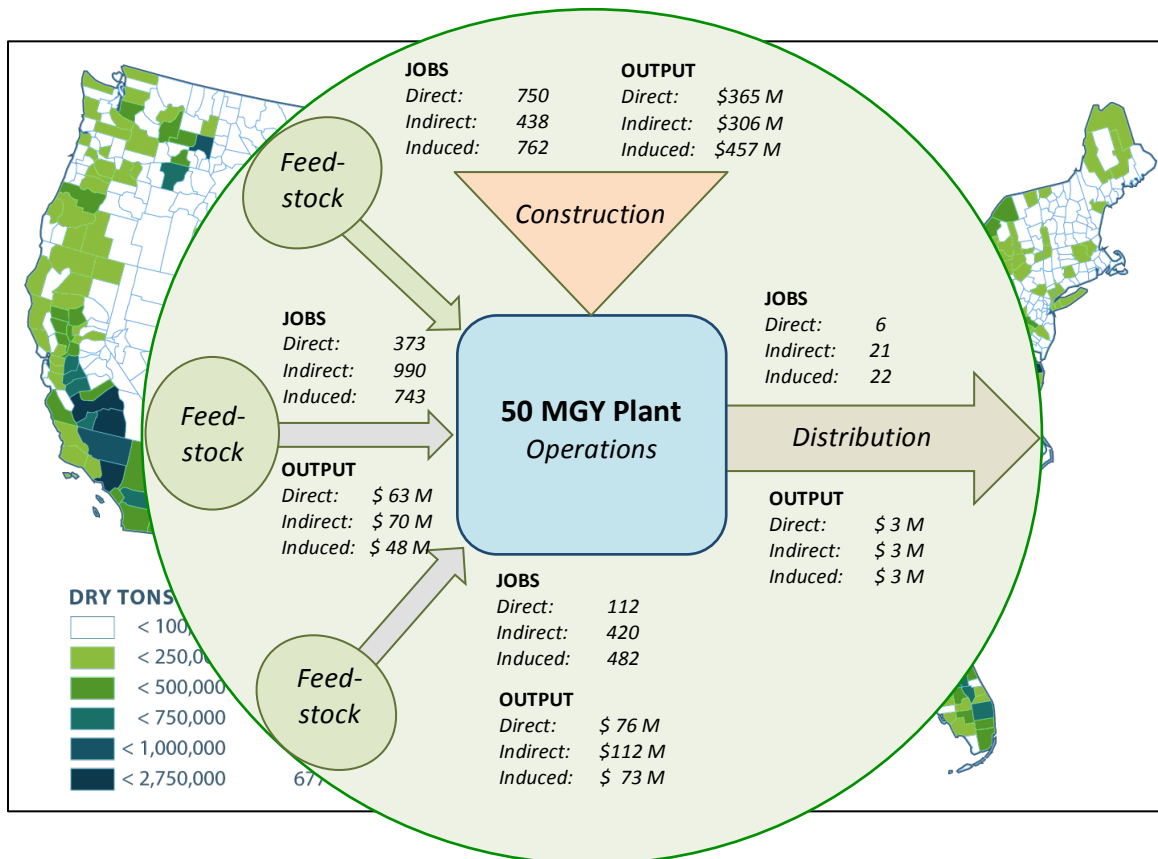 JOBS
Direct: 750
Indirect: 438
Induced: 762
OUTPUT
Direct: $365 M
Indirect: $306 M
Induced: $457 M
Feed-
stock
Construction
JOBS
Direct: 373
Indirect: 990
Induced: 743
JOBS
Direct: 6
Indirect: 21
Induced: 22
Feed-
stock
50 MGY Plant
Operations
Distribution
OUTPUT
Direct: $ 63 M
Indirect: $ 70 M
Induced: $ 48 M
OUTPUT
Direct: $ 3 M
Indirect: $ 3 M
Induced: $ 3 M
JOBS
Direct: 112
Indirect: 420
Induced: 482
Feed-
stock
OUTPUT
Direct: $ 76 M
Indirect: $112 M
Induced: $ 73 M
DRY TONS
< 100,
< 250,0
< 500,000
< 750,000
< 1,000,000
< 2,750,000 677